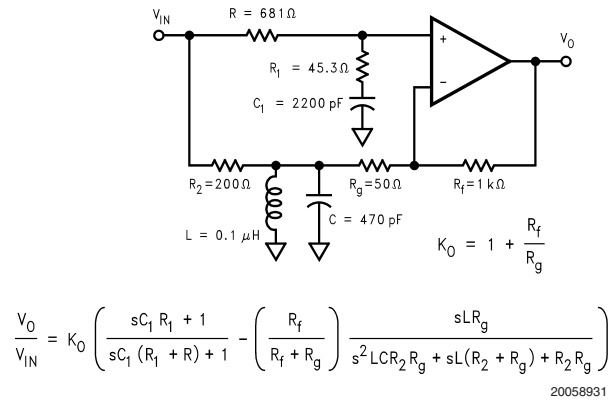 V_IN
R = 681Ω
V_O
+
R_1 = 45.3Ω
−
C_1 = 2200 pF
R_2=200Ω
R_g=50Ω
R_f=1 kΩ
C = 470 pF
L = 0.1 μH
K_O = 1 + R_f / R_g
V_O / V_IN = K_O ( (sC_1 R_1 + 1) / (sC_1 (R_1 + R) + 1) − ( R_f / (R_f + R_g) ) sLR_g / (s^2 LCR_2 R_g + sL(R_2 + R_g) + R_2 R_g) )
20058931